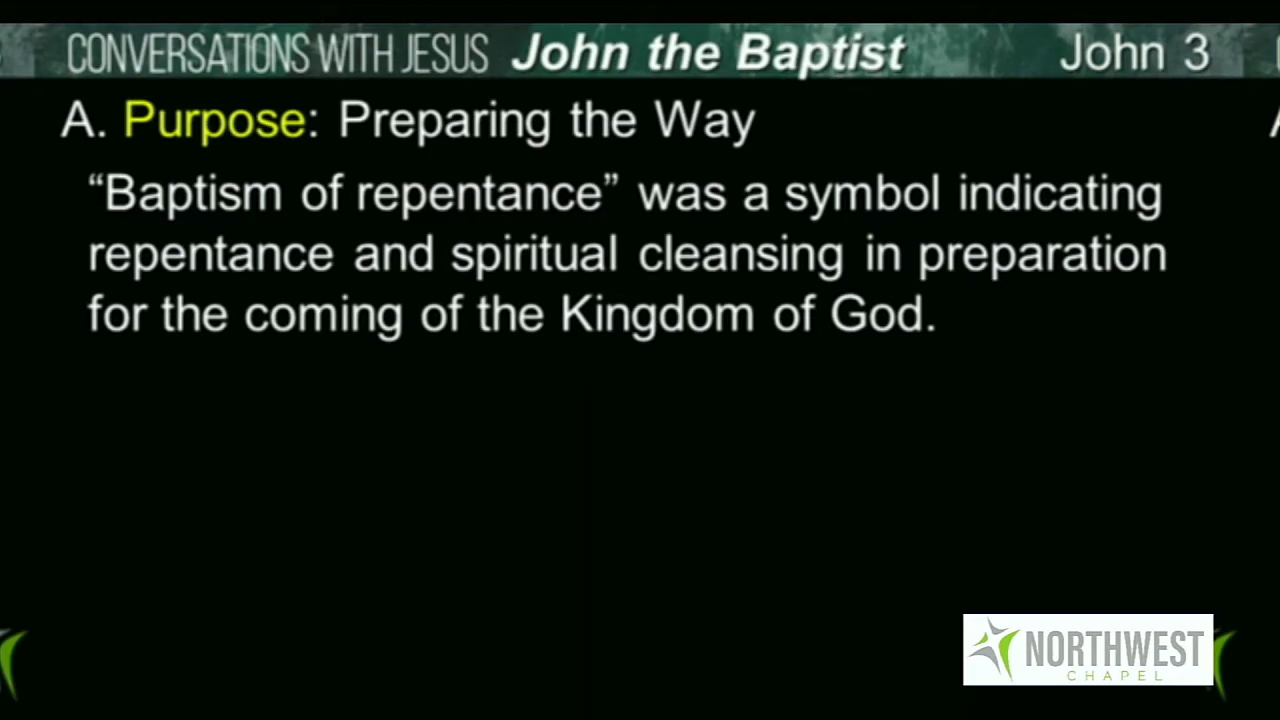 CONVERSATIONS WITH JESUS John the Baptist John 3
A. Purpose: Preparing the Way
“Baptism of repentance” was a symbol indicating
repentance and spiritual cleansing in preparation
for the coming of the Kingdom of God.
NORTHWEST
CHAPEL